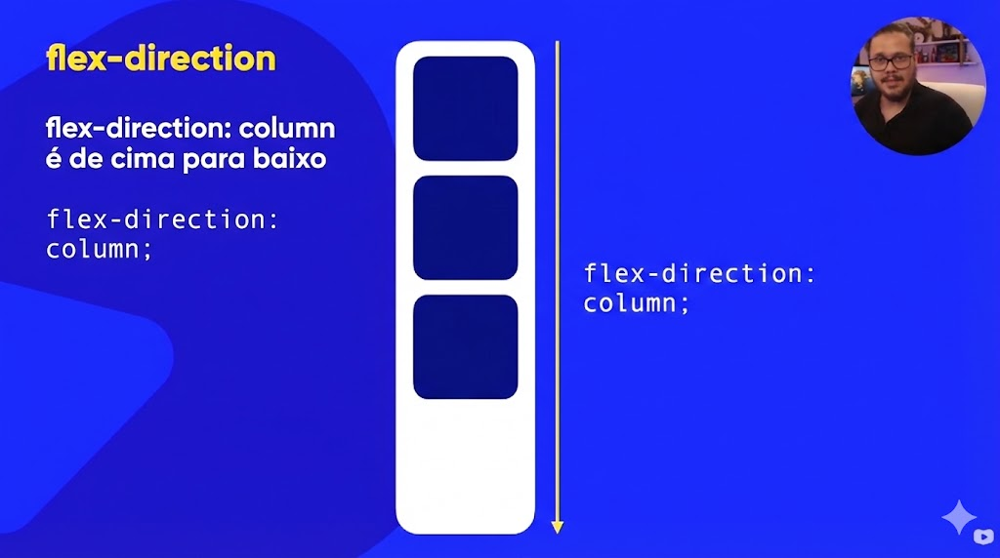 flex-direction
flex-direction: column
é de cima para baixo
flex-direction:
column;
flex-direction:
column;